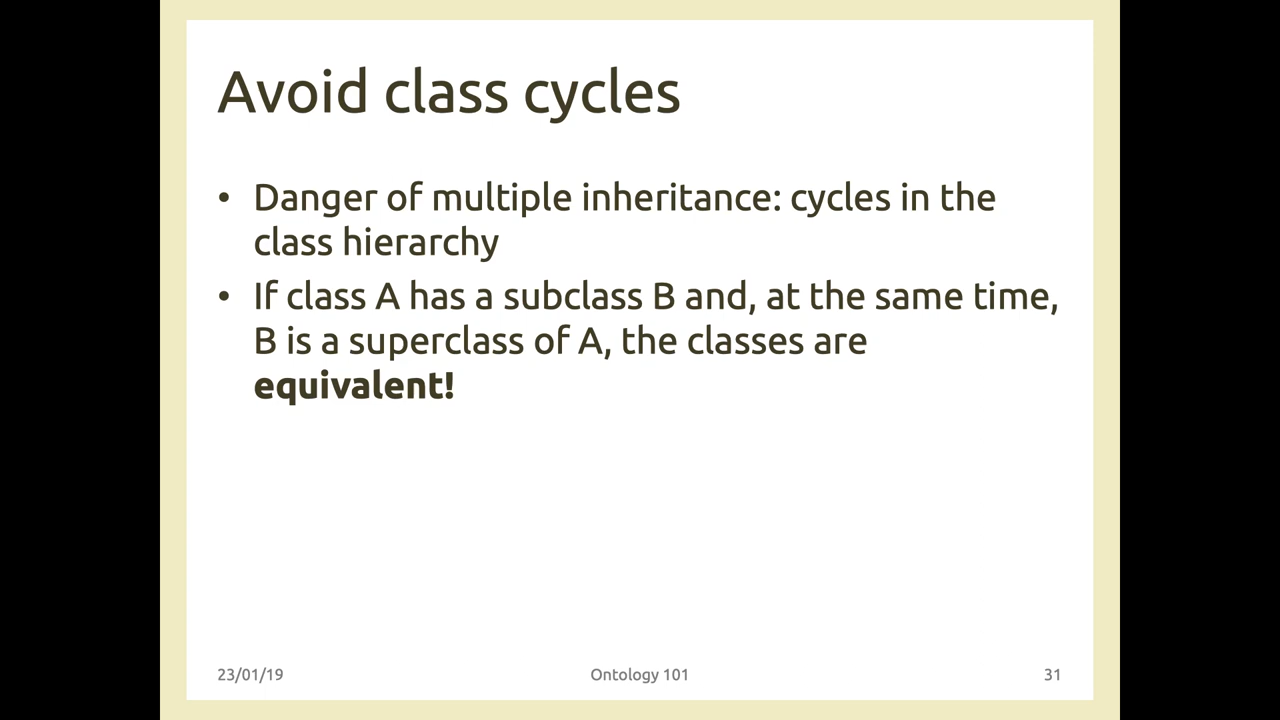 Avoid class cycles
• Danger of multiple inheritance: cycles in the
class hierarchy
• If class A has a subclass B and, at the same time,
B is a superclass of A, the classes are
equivalent!
23/01/19
Ontology 101
31